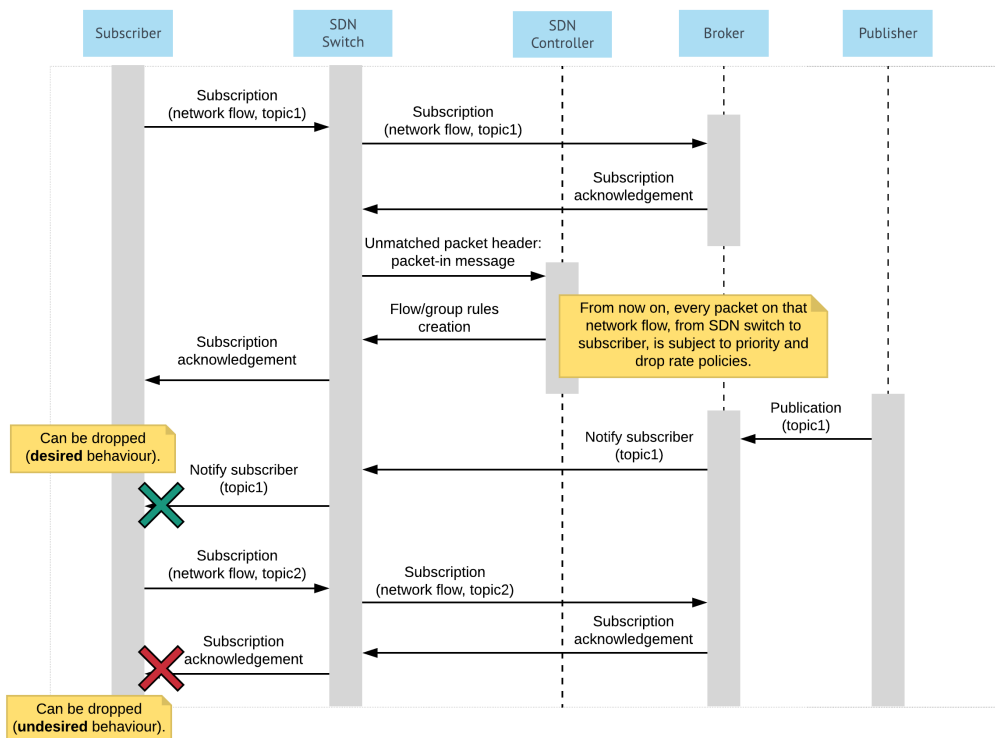 Subscriber
SDN
Switch
SDN
Controller
Broker
Publisher
Subscription
(network flow, topic1)
Subscription
(network flow, topic1)
Subscription
acknowledgement
Unmatched packet header:
packet-in message
Flow/group rules
creation
From now on, every packet on that
network flow, from SDN switch to
subscriber, is subject to priority and
drop rate policies.
Subscription
acknowledgement
Publication
(topic1)
Can be dropped
(desired behaviour).
Notify subscriber
(topic1)
Notify subscriber
(topic1)
Subscription
(network flow, topic2)
Subscription
(network flow, topic2)
Subscription
acknowledgement
Subscription
acknowledgement
Can be dropped
(undesired behaviour).